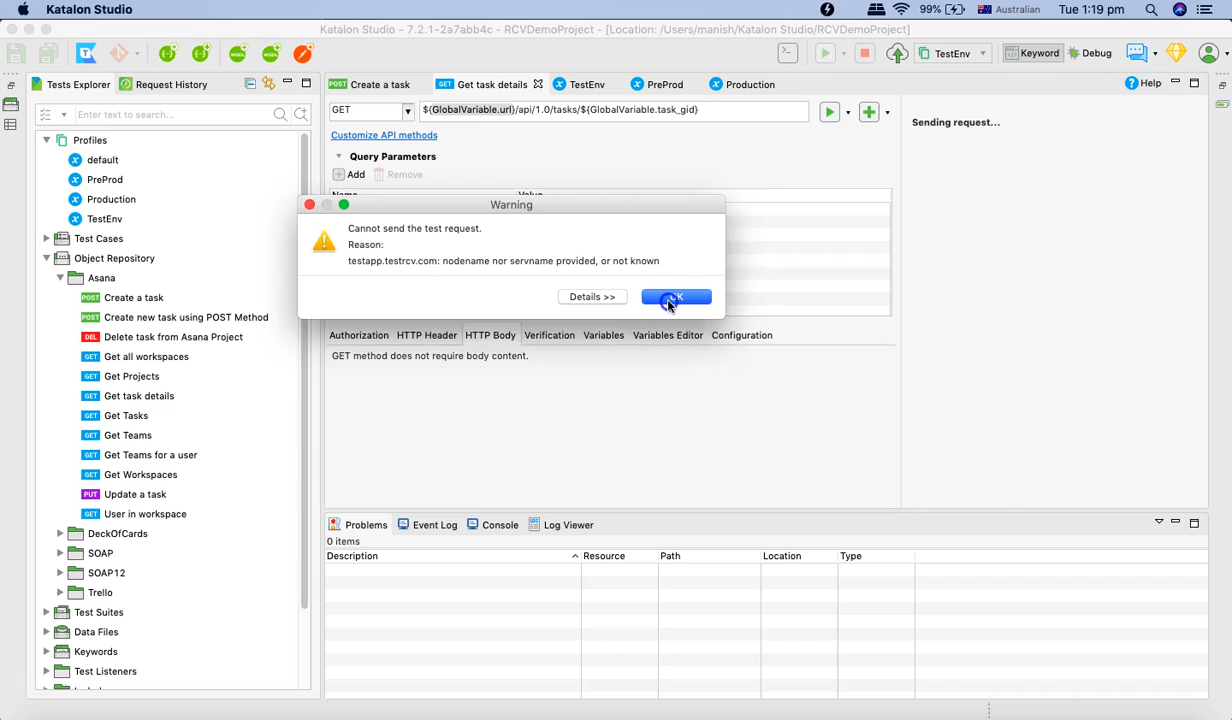 Katalon Studio
99%
Australian
Tue 1:19 pm
Katalon Studio - 7.2.1-2a7abb4c - RCVDemoProject - [Location: /Users/manish/Katalon Studio/RCVDemoProject]
TestEnv
Keyword
Debug
Tests Explorer
Request History
POST Create a task
GET Get task details
TestEnv
PreProd
Production
Help
Enter text to search...
GET
${GlobalVariable.url}/api/1.0/tasks/${GlobalVariable.task_gid}
Sending request...
Customize API methods
Query Parameters
Add
Remove
Name
Value
Profiles
default
PreProd
Production
TestEnv
Test Cases
Object Repository
Asana
POST Create a task
POST Create new task using POST Method
DEL Delete task from Asana Project
GET Get all workspaces
GET Get Projects
GET Get task details
GET Get Tasks
GET Get Teams
GET Get Teams for a user
GET Get Workspaces
PUT Update a task
GET User in workspace
DeckOfCards
SOAP
SOAP12
Trello
Test Suites
Data Files
Keywords
Test Listeners
Warning
Cannot send the test request.
Reason:
testapp.testrcv.com: nodename nor servname provided, or not known
Details >>
OK
Authorization
HTTP Header
HTTP Body
Verification
Variables
Variables Editor
Configuration
GET method does not require body content.
Problems
Event Log
Console
Log Viewer
0 items
Description
Resource
Path
Location
Type